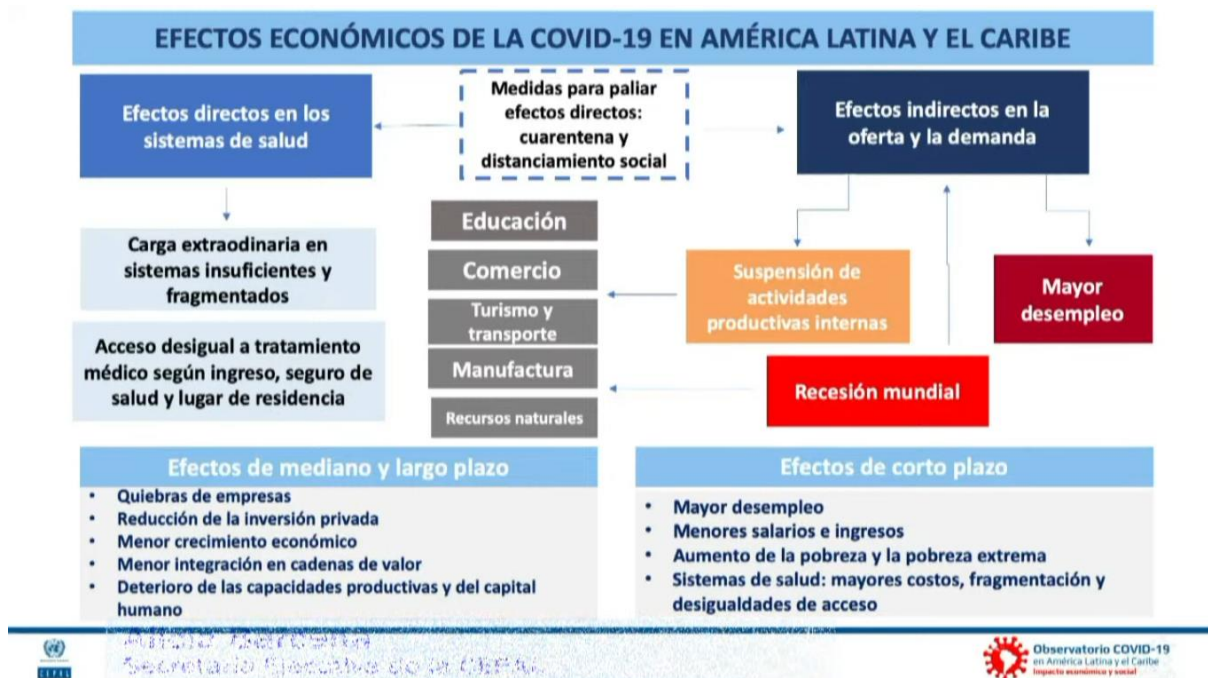 EFECTOS ECONÓMICOS DE LA COVID-19 EN AMÉRICA LATINA Y EL CARIBE
Efectos directos en los
sistemas de salud
Medidas para paliar
efectos directos:
cuarentena y
distanciamiento social
Efectos indirectos en la
oferta y la demanda
Carga extraodinaria en
sistemas insuficientes y
fragmentados
Acceso desigual a tratamiento
médico según ingreso, seguro de
salud y lugar de residencia
Educación
Comercio
Turismo y
transporte
Manufactura
Recursos naturales
Suspensión de
actividades
productivas internas
Mayor
desempleo
Recesión mundial
Efectos de mediano y largo plazo
• Quiebras de empresas
• Reducción de la inversión privada
• Menor crecimiento económico
• Menor integración en cadenas de valor
• Deterioro de las capacidades productivas y del capital
humano
Efectos de corto plazo
• Mayor desempleo
• Menores salarios e ingresos
• Aumento de la pobreza y la pobreza extrema
• Sistemas de salud: mayores costos, fragmentación y
desigualdades de acceso
CEPAL
Observatorio COVID-19
en América Latina y el Caribe
Impacto económico y social